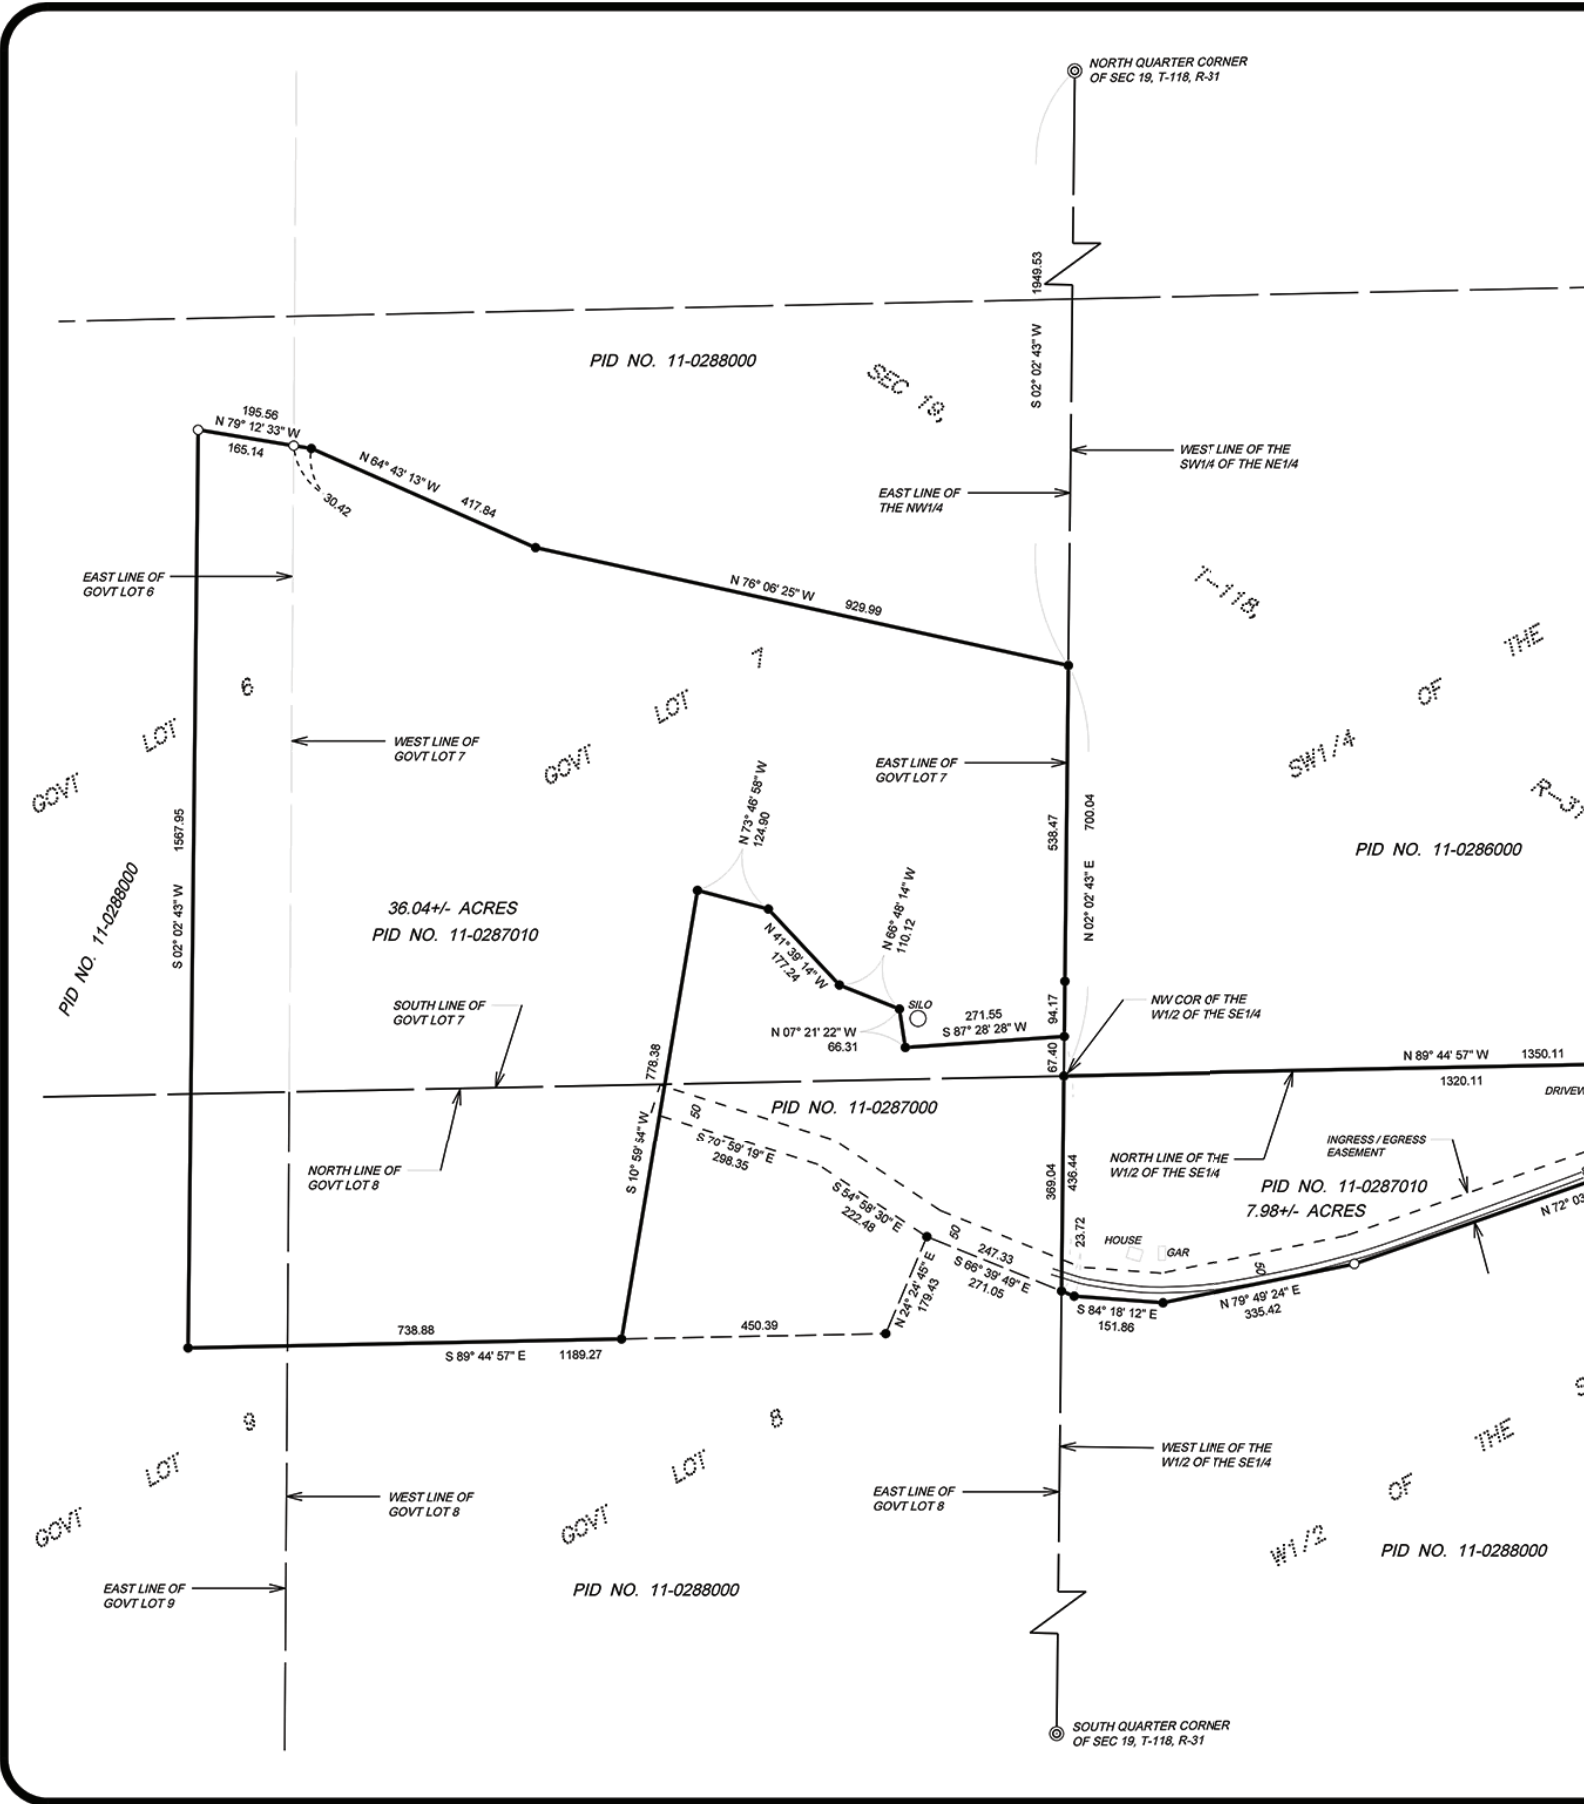 NORTH QUARTER CORNER
OF SEC 19, T-118, R-31
1949.53
S 02° 02' 43" W
PID NO. 11-0288000
SEC 19,
195.56
N 79° 12' 33" W
165.14
30.42
N 64° 43' 13" W
417.84
WEST LINE OF THE
SW1/4 OF THE NE1/4
EAST LINE OF
THE NW1/4
EAST LINE OF
GOVT LOT 6
N 76° 06' 25" W
929.99
T-118,
THE
OF
SW1/4
6
LOT
GOVT
7
LOT
GOVT
WEST LINE OF
GOVT LOT 7
EAST LINE OF
GOVT LOT 7
R-31
N 73° 46' 58" W
124.90
538.47
700.04
N 02° 02' 43" E
1567.95
S 02° 02' 43" W
PID NO. 11-0286000
PID NO. 11-0288000
36.04+/- ACRES
PID NO. 11-0287010
N 41° 39' 14" W
177.24
N 66° 48' 14" W
110.12
SOUTH LINE OF
GOVT LOT 7
SILO
271.55
S 87° 28' 28" W
N 07° 21' 22" W
66.31
94.17
67.40
NW COR OF THE
W1/2 OF THE SE1/4
778.38
S 10° 59' 54" W
N 89° 44' 57" W
1350.11
1320.11
DRIVEW
PID NO. 11-0287000
50
S 70° 59' 19" E
298.35
INGRESS / EGRESS
EASEMENT
NORTH LINE OF
GOVT LOT 8
NORTH LINE OF THE
W1/2 OF THE SE1/4
369.04
436.44
PID NO. 11-0287010
7.98+/- ACRES
S 54° 58' 30" E
222.48
50
23.72
HOUSE
GAR
N 72° 03
247.33
S 66° 39' 49" E
271.05
50
N 24° 24' 45" E
179.43
S 84° 18' 12" E
151.86
N 79° 49' 24" E
335.42
738.88
450.39
S 89° 44' 57" E
1189.27
9
LOT
GOVT
8
LOT
GOVT
S
THE
OF
W1/2
WEST LINE OF THE
W1/2 OF THE SE1/4
WEST LINE OF
GOVT LOT 8
EAST LINE OF
GOVT LOT 8
PID NO. 11-0288000
EAST LINE OF
GOVT LOT 9
PID NO. 11-0288000
SOUTH QUARTER CORNER
OF SEC 19, T-118, R-31